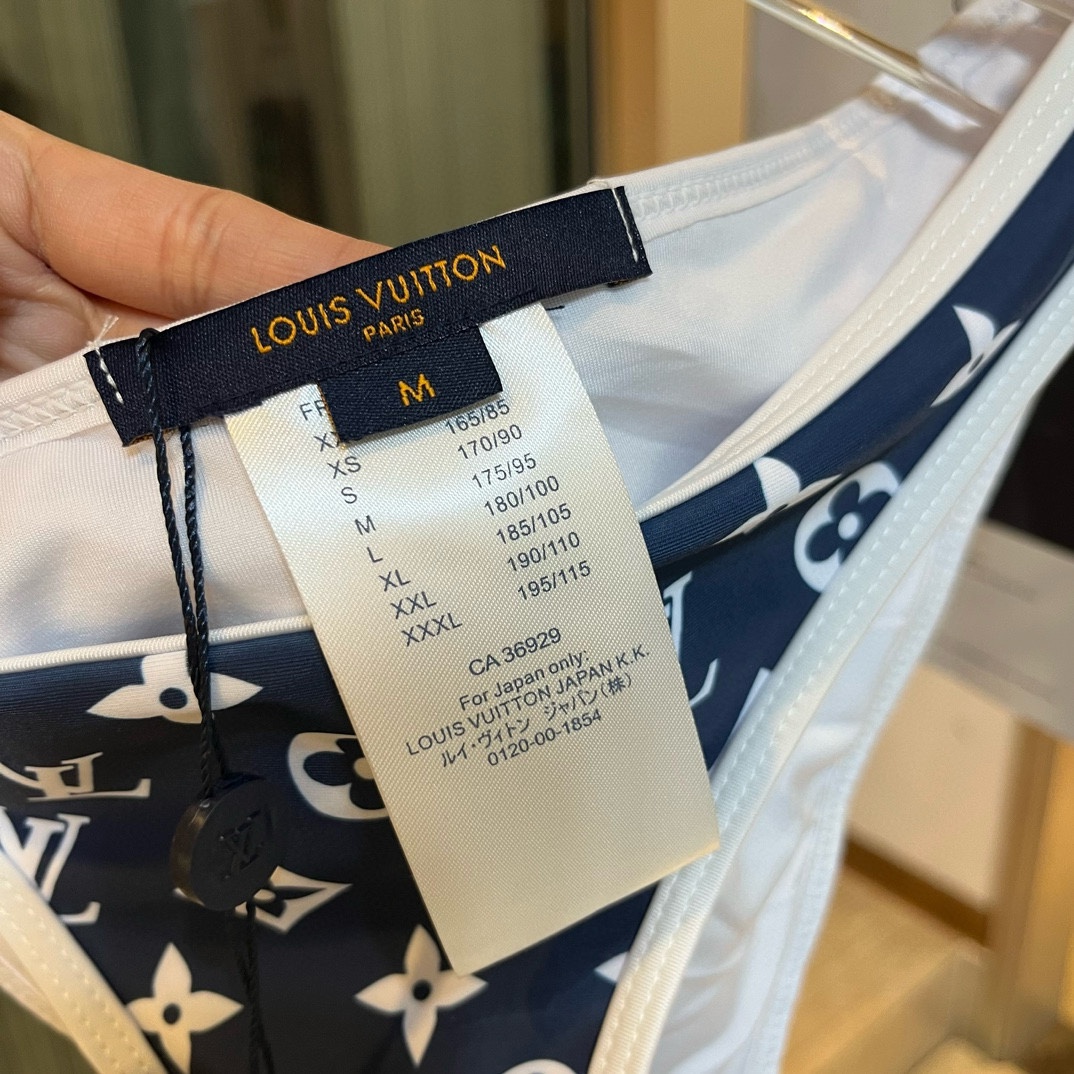 LOUIS VUITTON
PARIS
M
165/85
XS 170/90
S 175/95
M 180/100
L 185/105
XL 190/110
XXL 195/115
XXXL
CA 36929
For Japan only:
LOUIS VUITTON JAPAN K.K.
ルイ・ヴィトン ジャパン(株)
0120-00-1854
LV